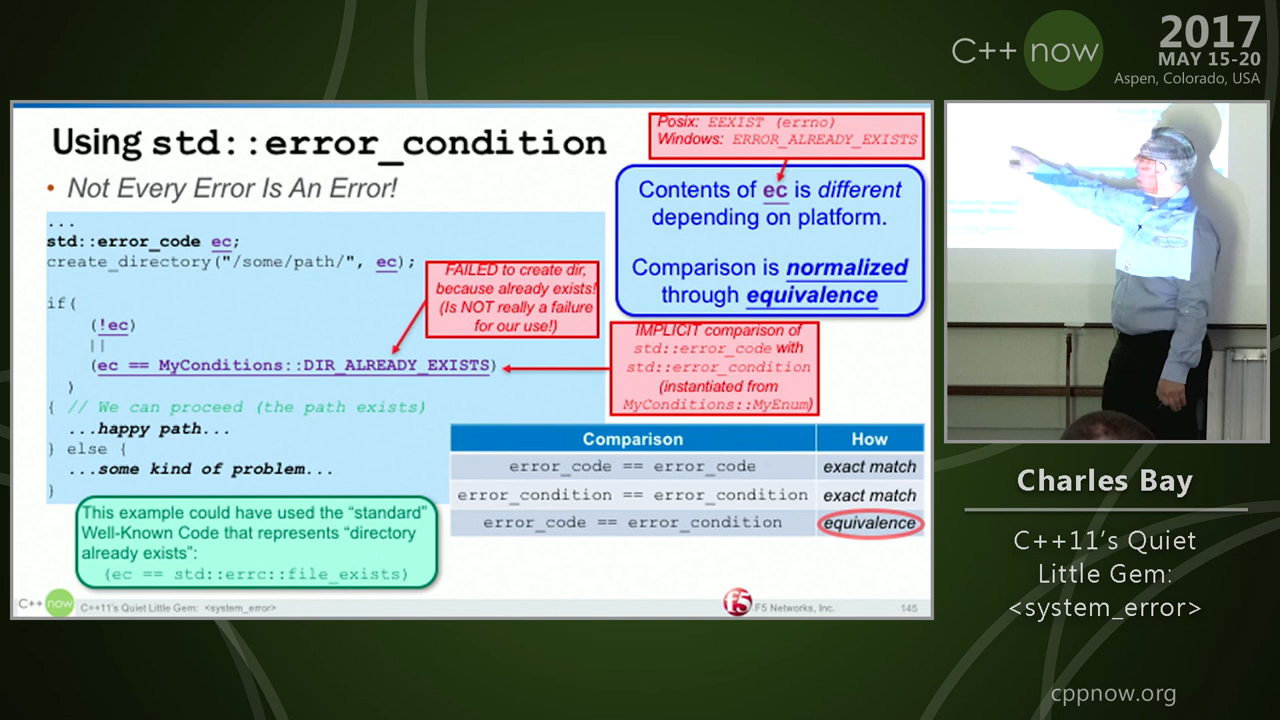 C++ now
2017
MAY 15-20
Aspen, Colorado, USA
Using std::error_condition
• Not Every Error Is An Error!
...
std::error_code ec;
create_directory("/some/path/", ec);
if(
(!ec)
||
(ec == MyConditions::DIR_ALREADY_EXISTS)
)
{ // We can proceed (the path exists)
...happy path...
} else {
...some kind of problem...
}
FAILED to create dir,
because already exists!
(Is NOT really a failure
for our use!)
Posix: EEXIST (errno)
Windows: ERROR_ALREADY_EXISTS
Contents of ec is different
depending on platform.
Comparison is normalized
through equivalence
IMPLICIT comparison of
std::error_code with
std::error_condition
(instantiated from
MyConditions::MyEnum)
Comparison How
error_code == error_code exact match
error_condition == error_condition exact match
error_code == error_condition equivalence
This example could have used the “standard”
Well-Known Code that represents “directory
already exists”:
(ec == std::errc::file_exists)
C++ now C++11's Quiet Little Gem: <system_error> F5 F5 Networks, Inc. 145
Charles Bay
C++11’s Quiet
Little Gem:
<system_error>
cppnow.org